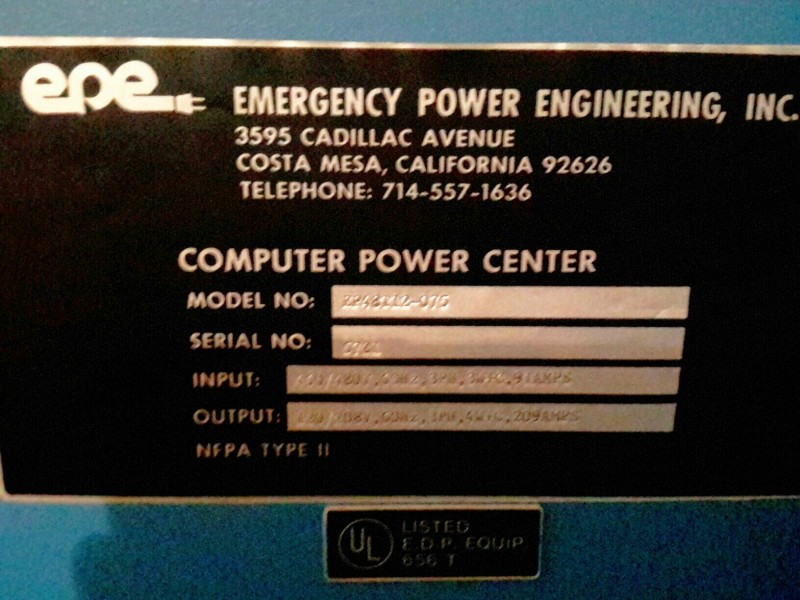 epe
EMERGENCY POWER ENGINEERING, INC.
3595 CADILLAC AVENUE
COSTA MESA, CALIFORNIA 92626
TELEPHONE: 714-557-1636
COMPUTER POWER CENTER
MODEL NO:
SERIAL NO:
INPUT:
OUTPUT:
NFPA TYPE II
UL
LISTED
E.D.P. EQUIP
656 T